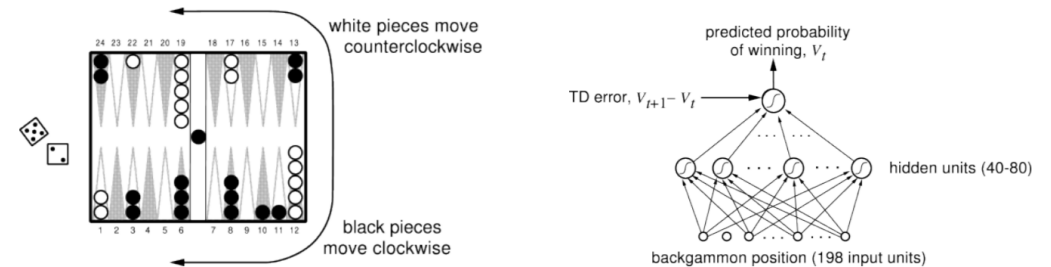 white pieces move
counterclockwise
24 23 22 21 20 19 18 17 16 15 14 13
1 2 3 4 5 6 7 8 9 10 11 12
black pieces
move clockwise
predicted probability
of winning, Vt
TD error, Vt+1 − Vt
hidden units (40-80)
backgammon position (198 input units)